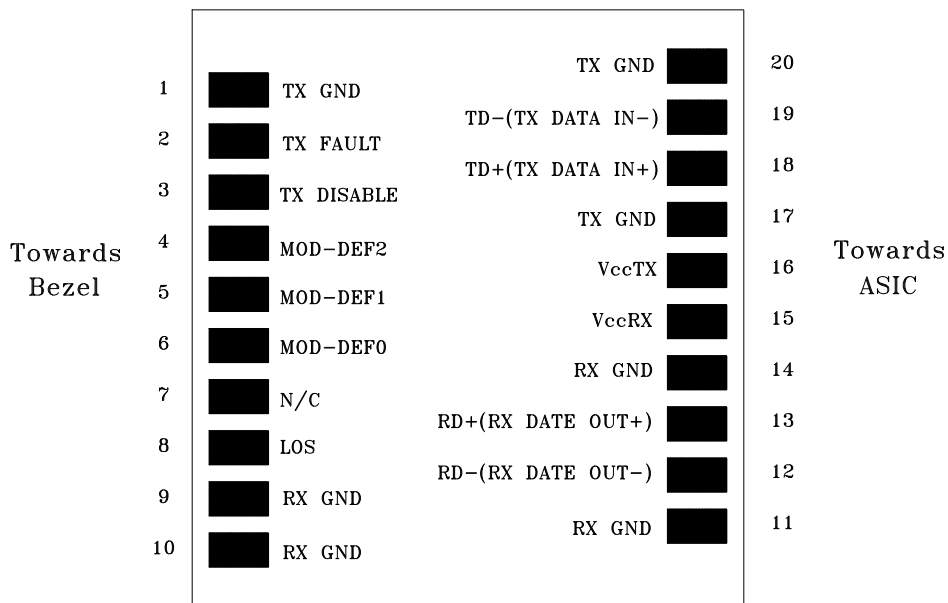 Towards
Bezel
1 TX GND
2 TX FAULT
3 TX DISABLE
4 MOD-DEF2
5 MOD-DEF1
6 MOD-DEF0
7 N/C
8 LOS
9 RX GND
10 RX GND
TX GND 20
TD-(TX DATA IN-) 19
TD+(TX DATA IN+) 18
TX GND 17
VccTX 16
VccRX 15
RX GND 14
RD+(RX DATE OUT+) 13
RD-(RX DATE OUT-) 12
RX GND 11
Towards
ASIC